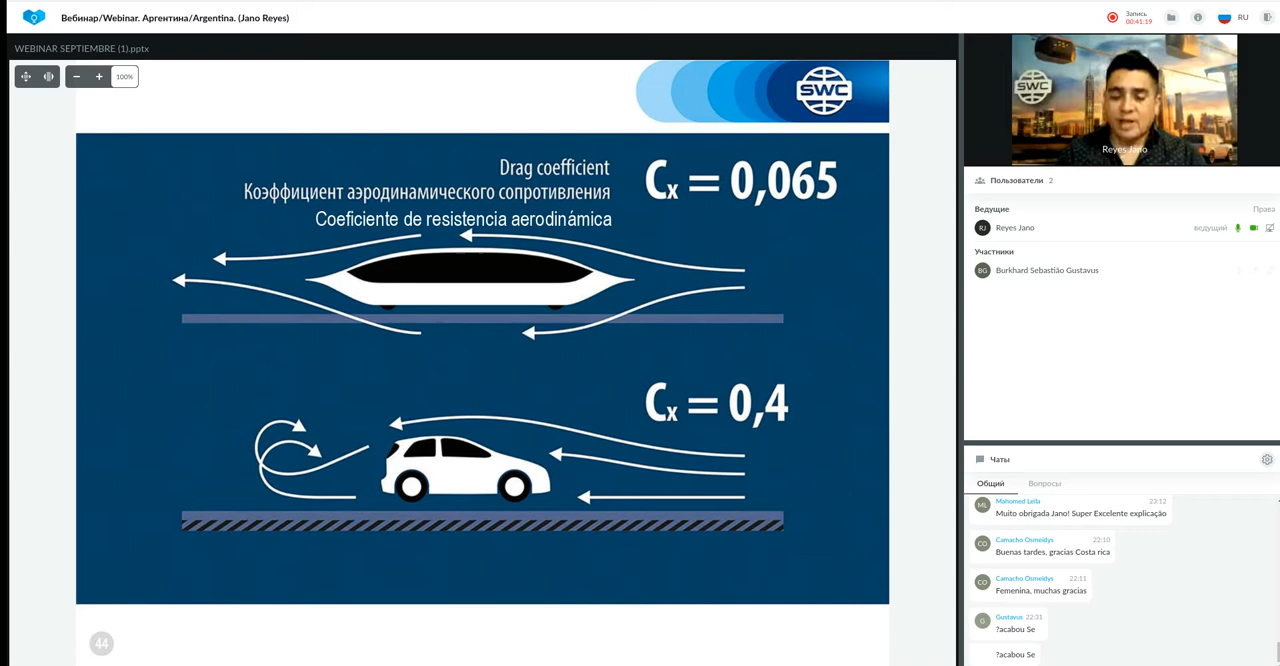 Вебинар/Webinar. Аргентина/Argentina. (Jano Reyes)
Запись
00:41:19
RU
WEBINAR SEPTIEMBRE (1).pptx
100%
SWC
Drag coefficient
Коэффициент аэродинамического сопротивления
Coeficiente de resistencia aerodinámica
Cx = 0,065
Cx = 0,4
44
SWC
Reyes Jano
Пользователи 2
Ведущие
Права
RJ
Reyes Jano
ведущий
Участники
BG
Burkhard Sebastião Gustavus
Чаты
Общий
Вопросы
ML
Mahomed Leila
23:12
Muito obrigada Jano! Super Excelente explicação
CO
Camacho Osmeidys
22:10
Buenas tardes, gracias Costa rica
CO
Camacho Osmeidys
22:11
Femenina, muchas gracias
G
Gustavus
22:31
?acabou Se
?acabou Se